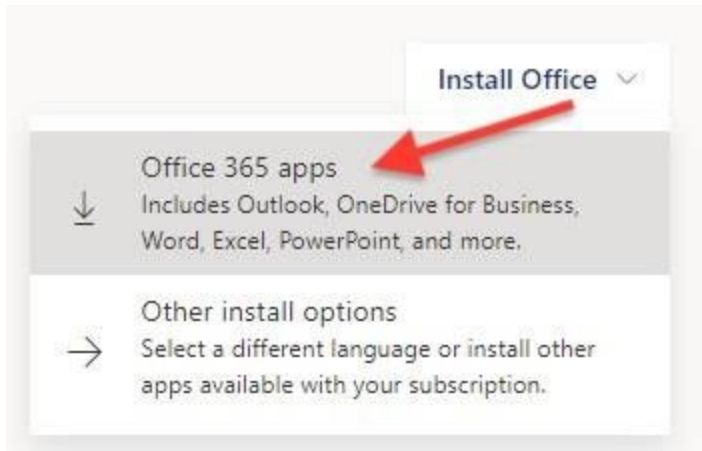 Install Office
Office 365 apps
Includes Outlook, OneDrive for Business,
Word, Excel, PowerPoint, and more.
Other install options
Select a different language or install other
apps available with your subscription.